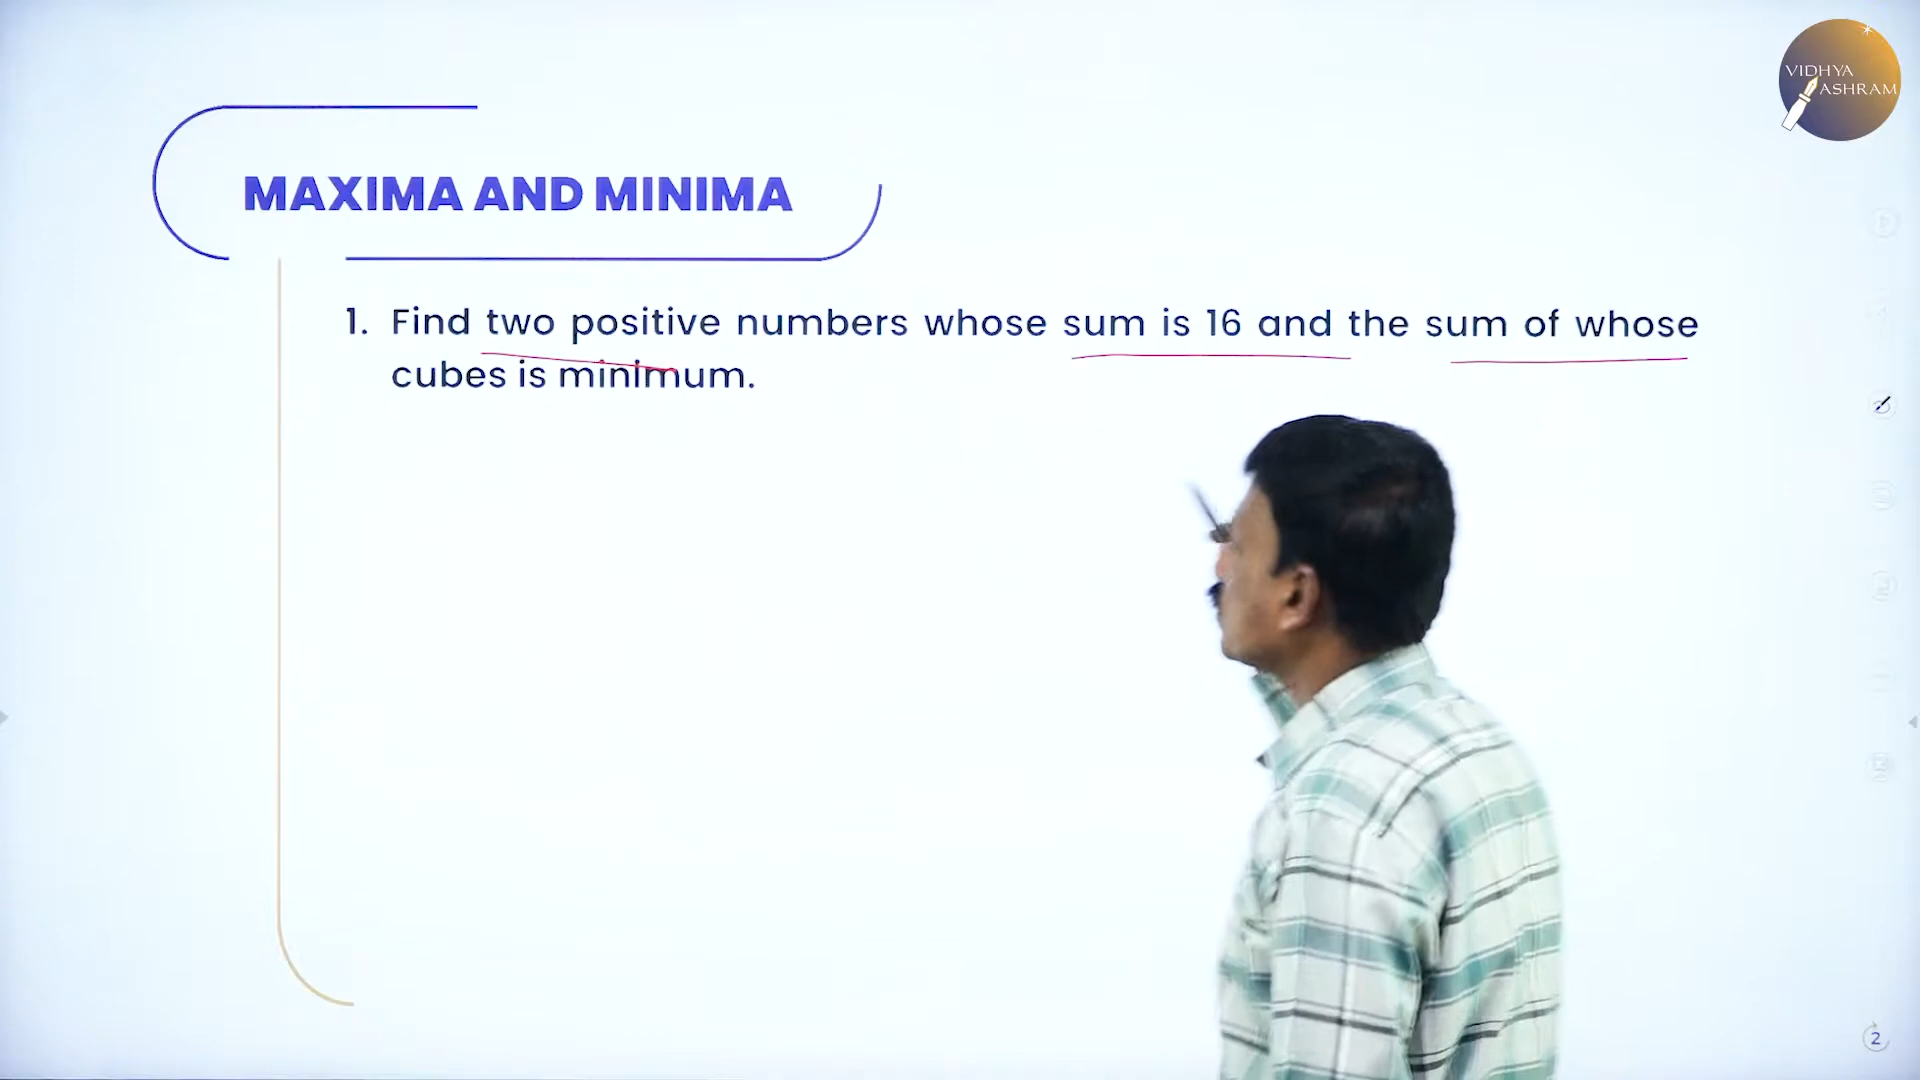 VIDHYA
ASHRAM
MAXIMA AND MINIMA
1. Find two positive numbers whose sum is 16 and the sum of whose
cubes is minimum.
2